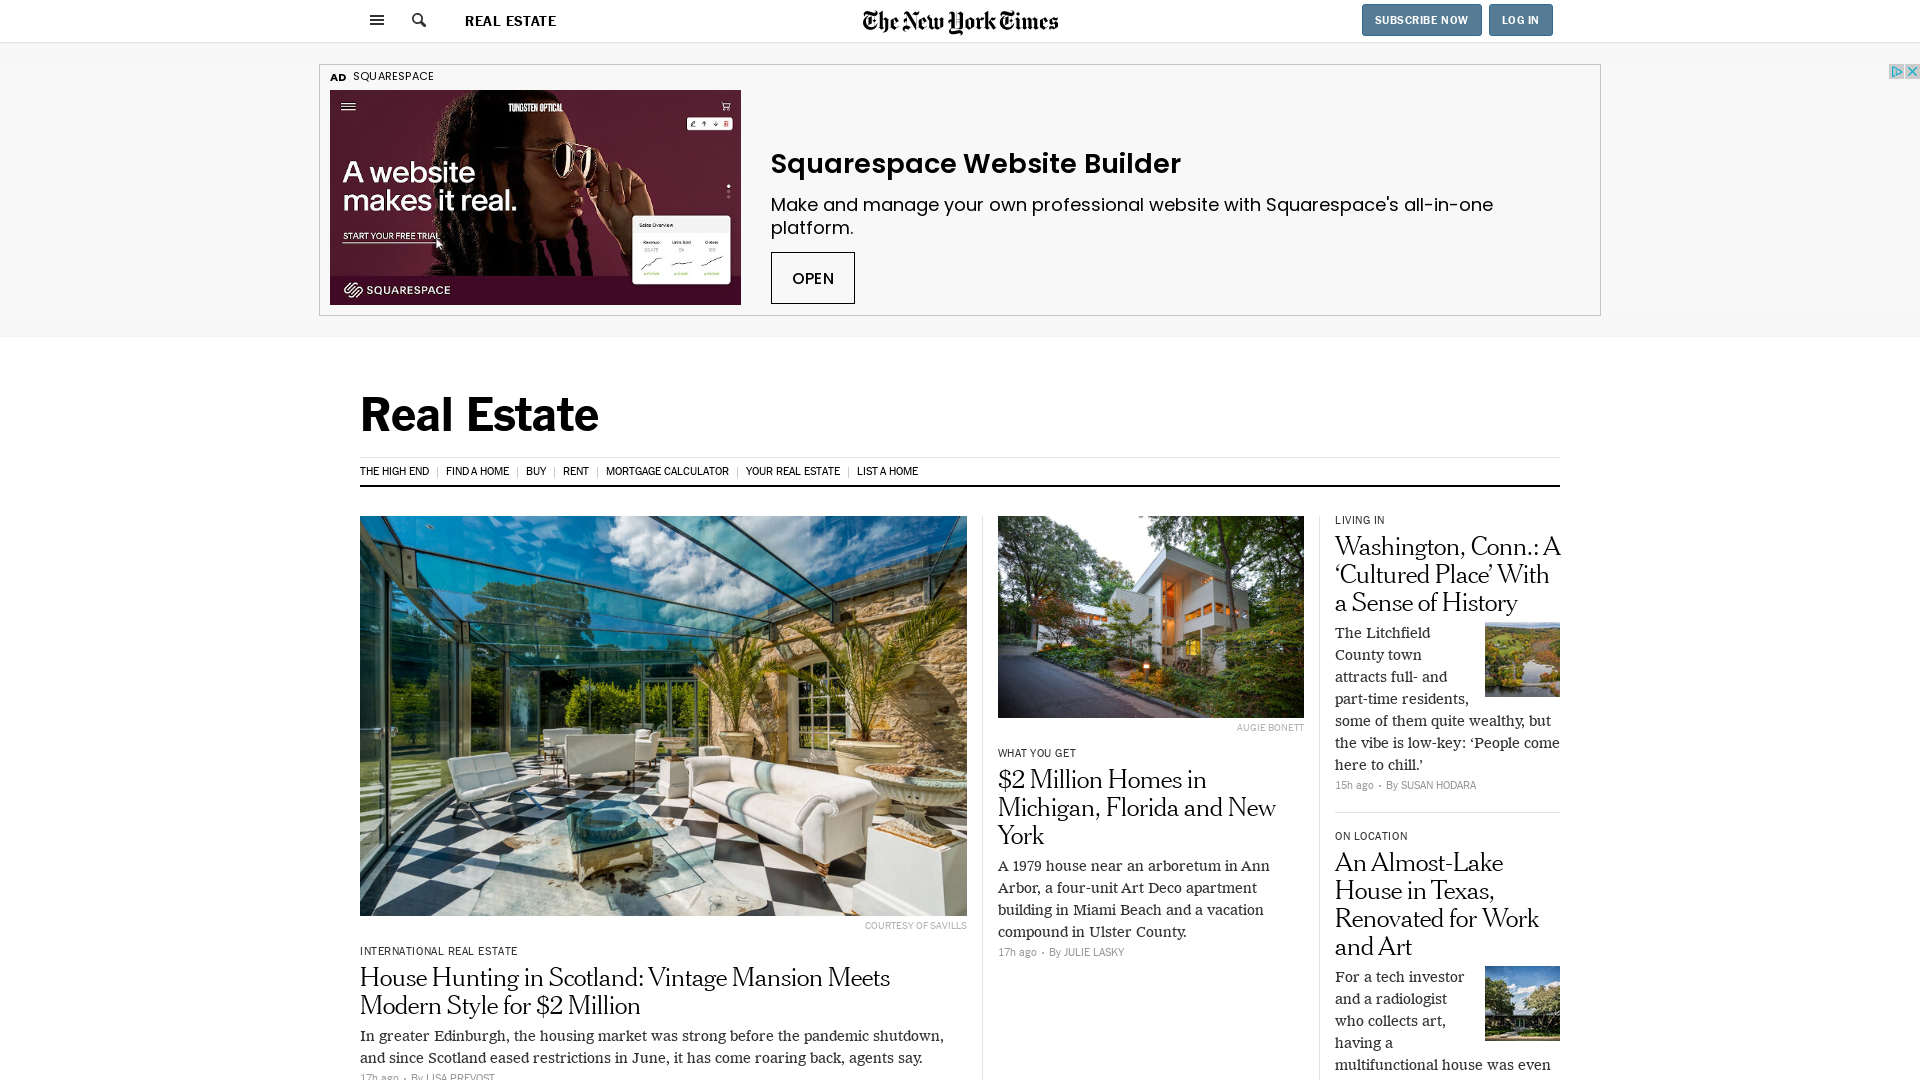 REAL ESTATE
The New York Times
SUBSCRIBE NOW
LOG IN
AD SQUARESPACE
TUNGSTEN OPTICAL
A website
makes it real.
START YOUR FREE TRIAL
Sales Overview
Revenue Units Sold Orders
SQUARESPACE
Squarespace Website Builder
Make and manage your own professional website with Squarespace's all-in-one
platform.
OPEN
Real Estate
THE HIGH END
FIND A HOME
BUY
RENT
MORTGAGE CALCULATOR
YOUR REAL ESTATE
LIST A HOME
COURTESY OF SAVILLS
INTERNATIONAL REAL ESTATE
House Hunting in Scotland: Vintage Mansion Meets
Modern Style for $2 Million
In greater Edinburgh, the housing market was strong before the pandemic shutdown,
and since Scotland eased restrictions in June, it has come roaring back, agents say.
17h ago • By LISA PREVOST
AUGIE BONETT
WHAT YOU GET
$2 Million Homes in
Michigan, Florida and New
York
A 1979 house near an arboretum in Ann
Arbor, a four-unit Art Deco apartment
building in Miami Beach and a vacation
compound in Ulster County.
17h ago • By JULIE LASKY
LIVING IN
Washington, Conn.: A
‘Cultured Place’ With
a Sense of History
The Litchfield
County town
attracts full- and
part-time residents,
some of them quite wealthy, but
the vibe is low-key: ‘People come
here to chill.’
15h ago • By SUSAN HODARA
ON LOCATION
An Almost-Lake
House in Texas,
Renovated for Work
and Art
For a tech investor
and a radiologist
who collects art,
having a
multifunctional house was even